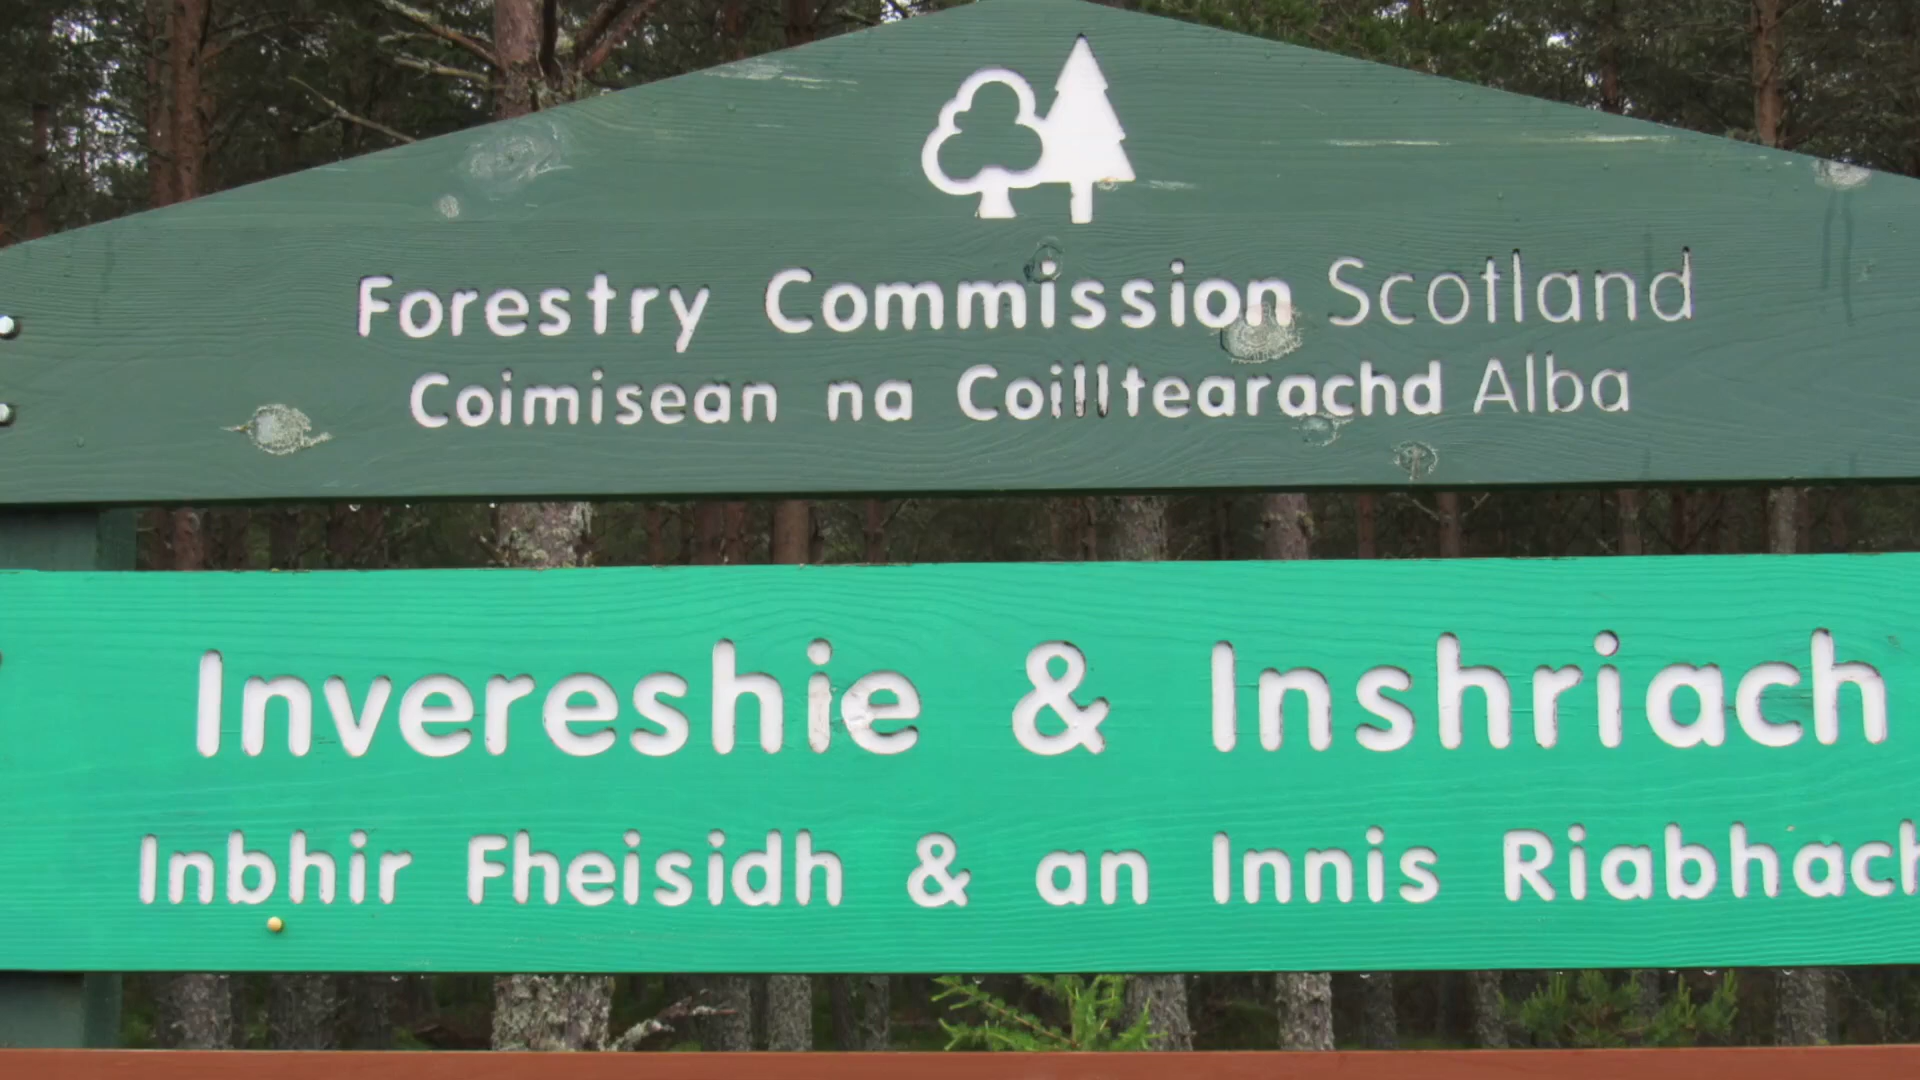 Forestry Commission Scotland
Coimisean na Coilltearachd Alba
Invereshie & Inshriach
Inbhir Fheisidh & an Innis Riabhach